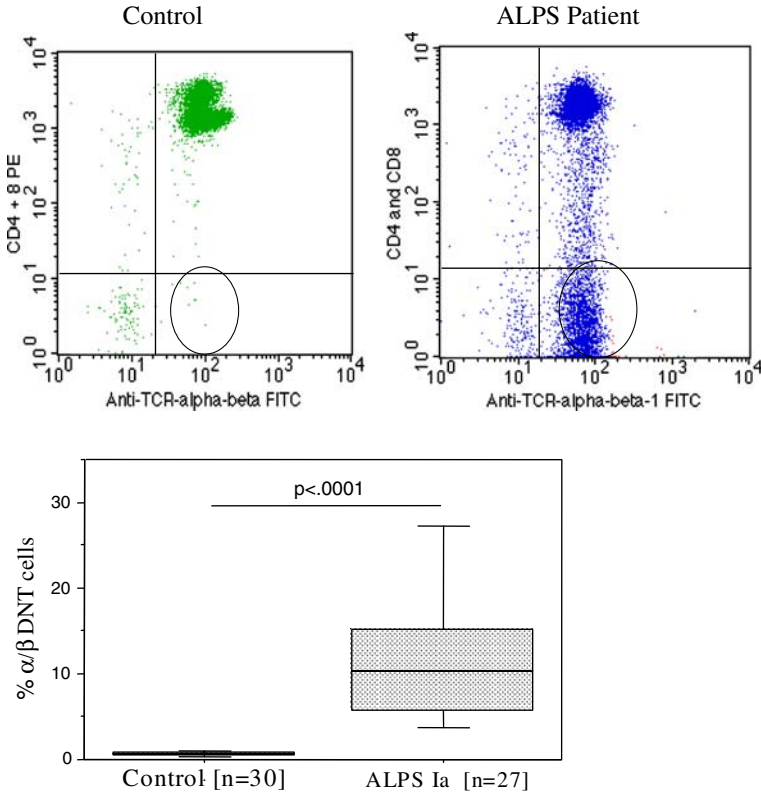 Control
ALPS Patient
10⁴
10³
10²
10¹
10⁰
CD4 + 8 PE
10⁰ 10¹ 10² 10³ 10⁴
Anti-TCR-alpha-beta FITC
10⁴
10³
10²
10¹
10⁰
CD4 and CD8
10⁰ 10¹ 10² 10³ 10⁴
Anti-TCR-alpha-beta-1 FITC
p<.0001
30
20
10
0
% α/β DNT cells
Control [n=30]
ALPS Ia [n=27]